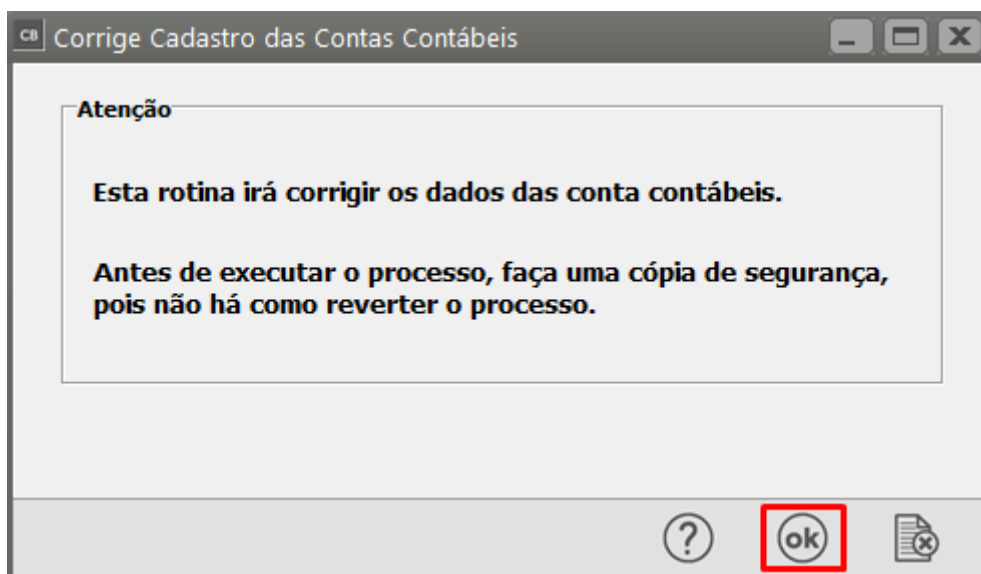 CB Corrige Cadastro das Contas Contábeis
Atenção
Esta rotina irá corrigir os dados das conta contábeis.
Antes de executar o processo, faça uma cópia de segurança,
pois não há como reverter o processo.
? ok